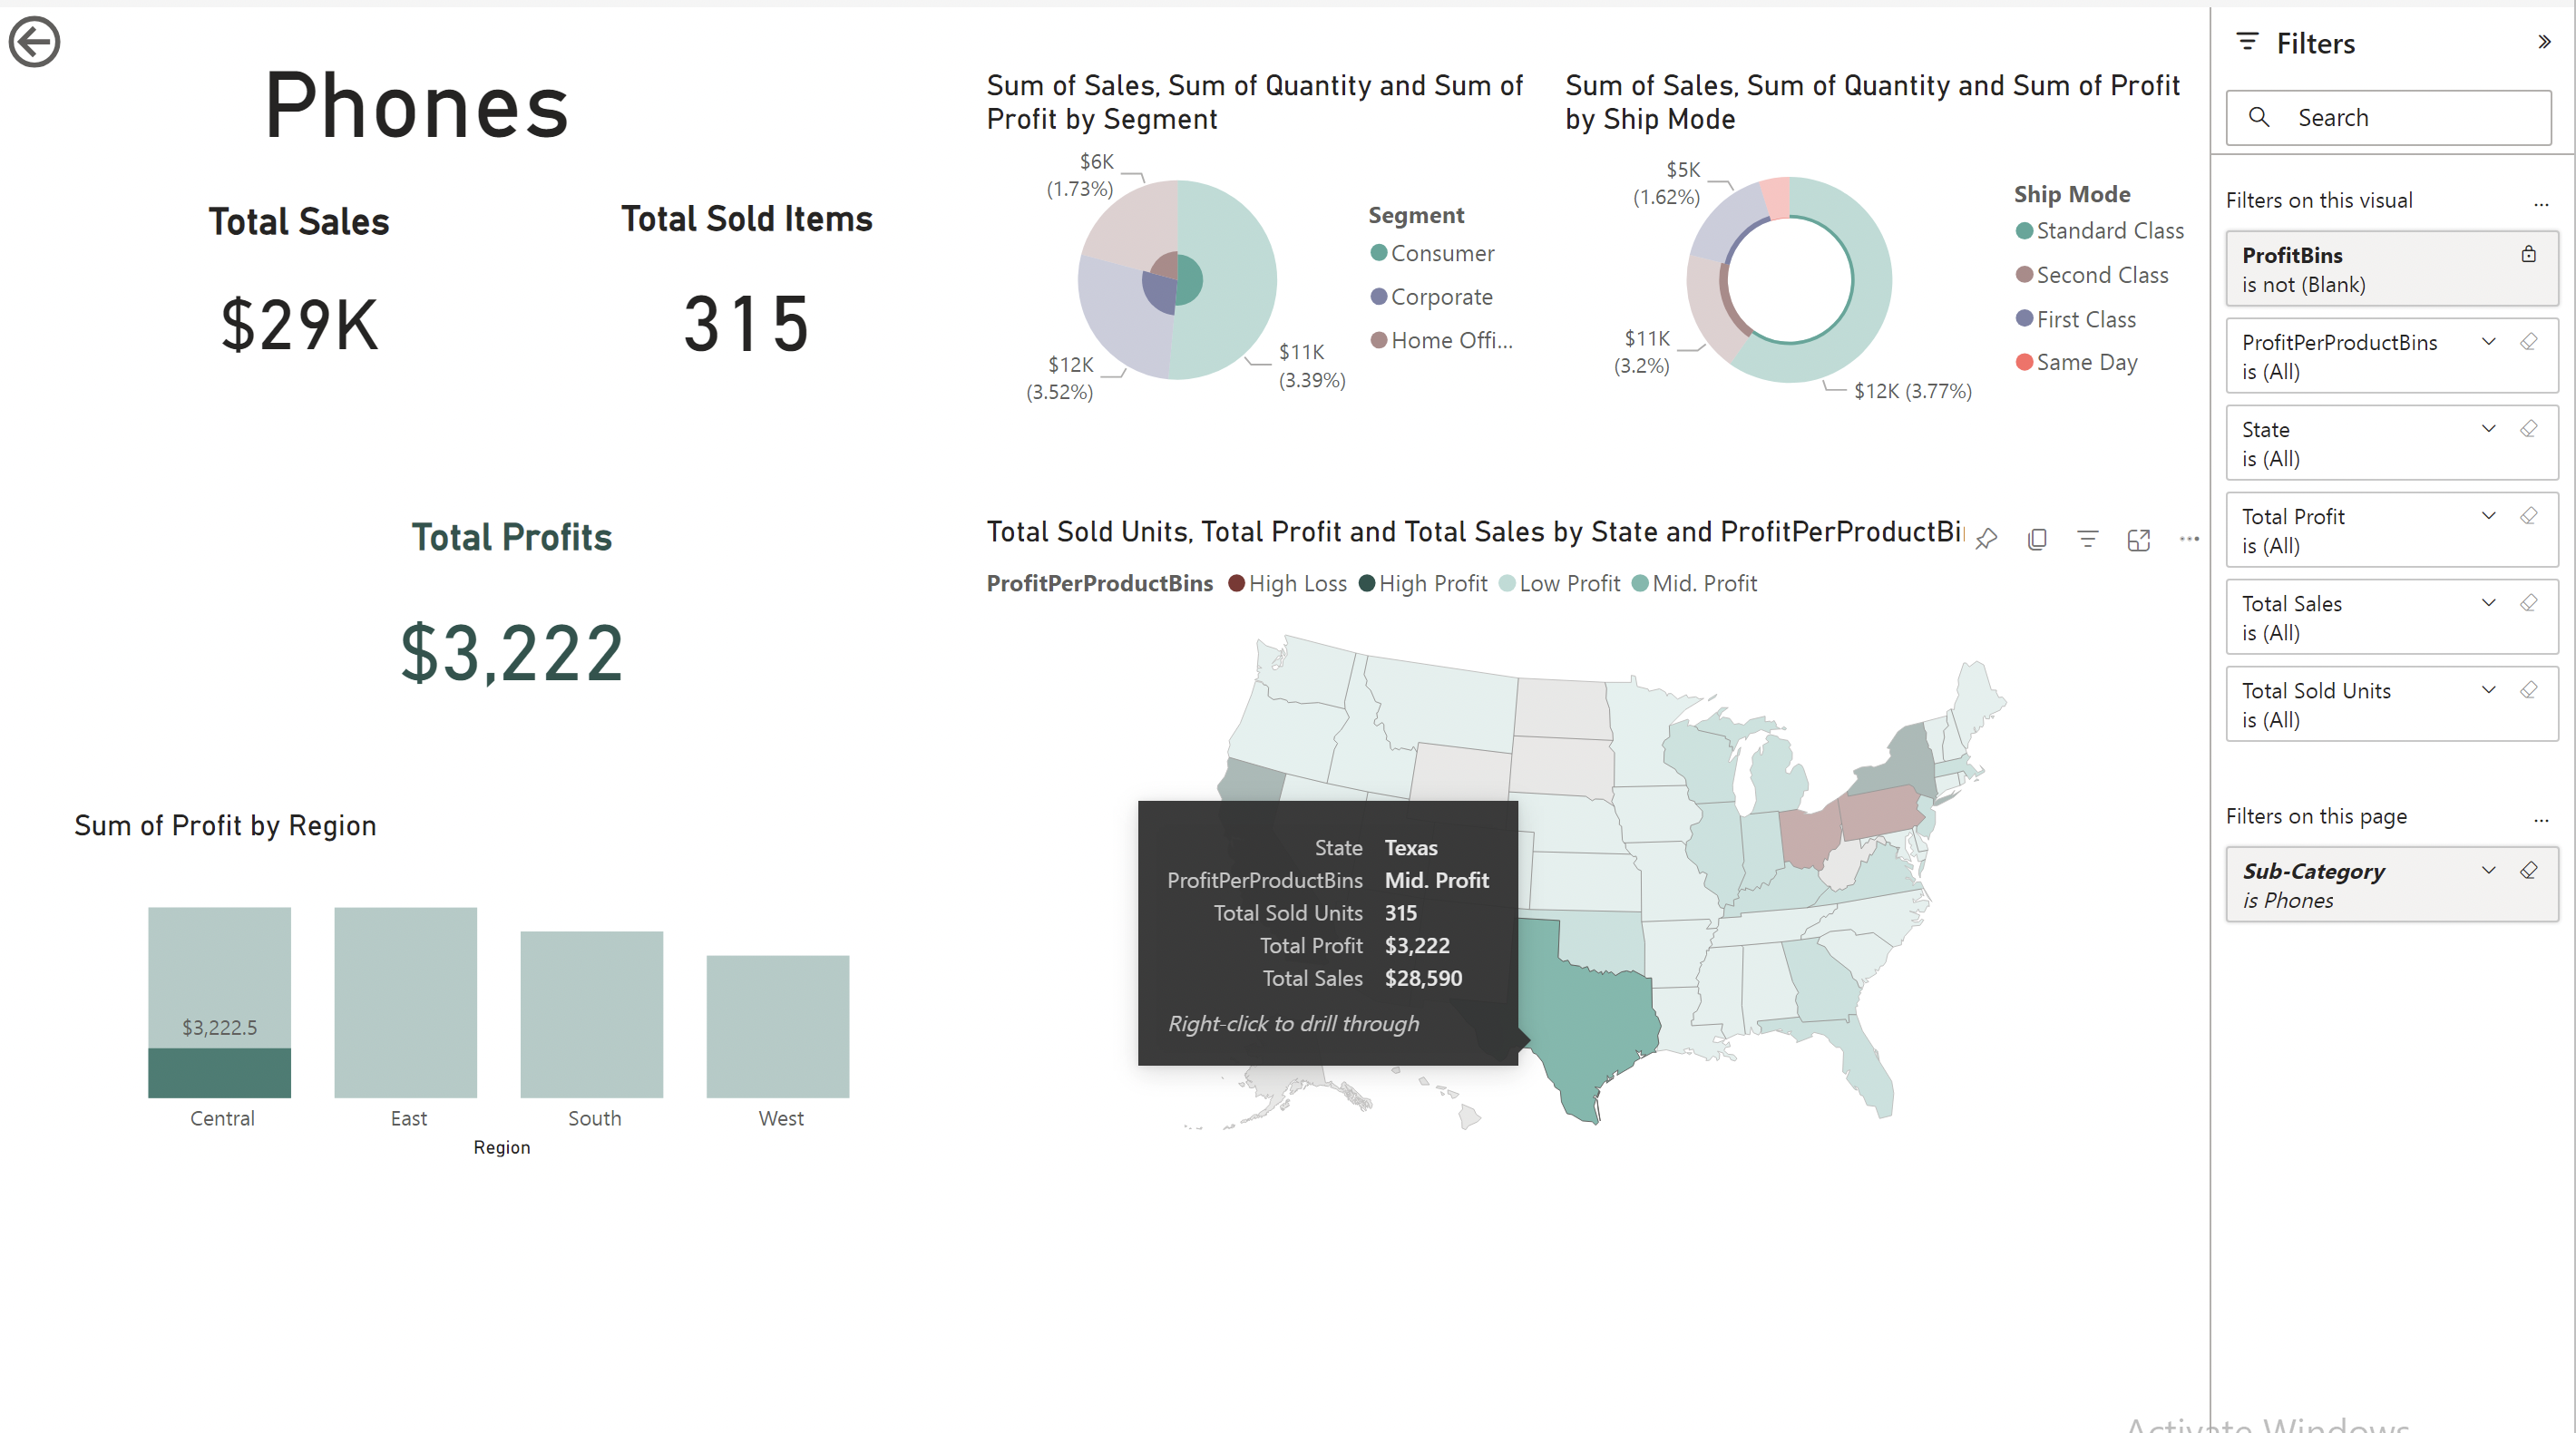 Phones
Total Sales
$29K
Total Sold Items
315
Total Profits
$3,222
Sum of Profit by Region
$3,222.5
Central
East
South
West
Region
Sum of Sales, Sum of Quantity and Sum of
Profit by Segment
$6K
(1.73%)
$12K
(3.52%)
$11K
(3.39%)
Segment
Consumer
Corporate
Home Offi...
Sum of Sales, Sum of Quantity and Sum of Profit
by Ship Mode
$5K
(1.62%)
$11K
(3.2%)
$12K (3.77%)
Ship Mode
Standard Class
Second Class
First Class
Same Day
Total Sold Units, Total Profit and Total Sales by State and ProfitPerProductBi
ProfitPerProductBins High Loss High Profit Low Profit Mid. Profit
State Texas
ProfitPerProductBins Mid. Profit
Total Sold Units 315
Total Profit $3,222
Total Sales $28,590
Right-click to drill through
Filters
Search
Filters on this visual ...
ProfitBins
is not (Blank)
ProfitPerProductBins
is (All)
State
is (All)
Total Profit
is (All)
Total Sales
is (All)
Total Sold Units
is (All)
Filters on this page ...
Sub-Category
is Phones
Activate Windows